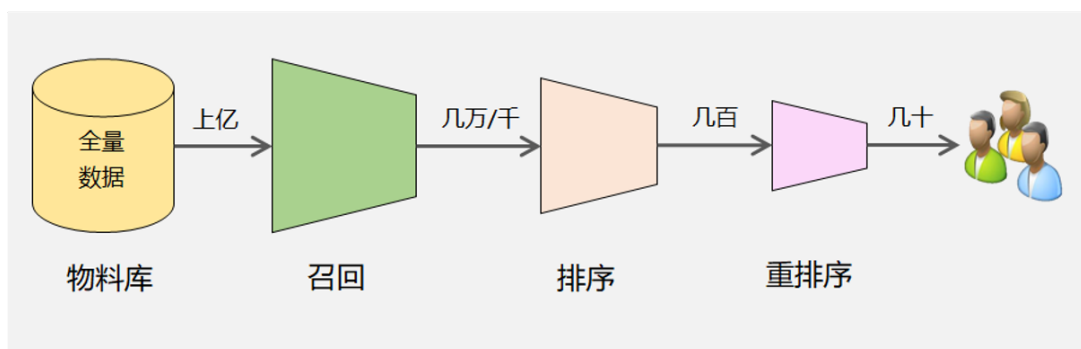 全量
数据
上亿
几万/千
几百
几十
物料库
召回
排序
重排序